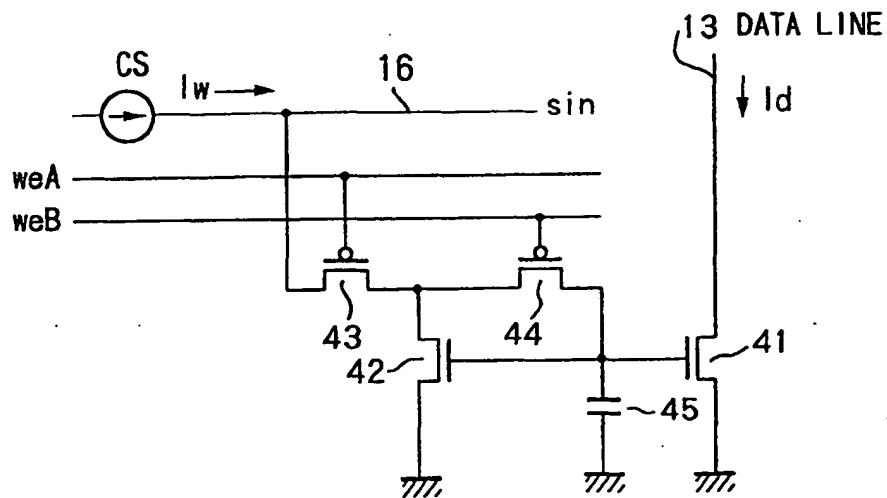 13 DATA LINE
CS
Iw
16
sin
Id
weA
weB
43
44
42
41
45